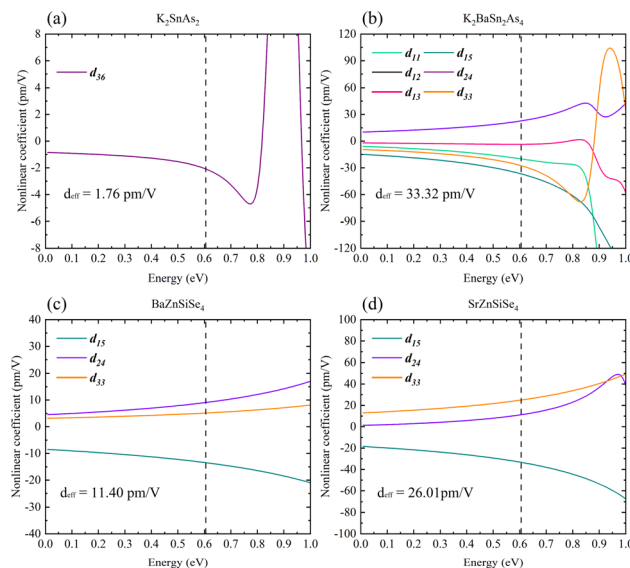 (a)
K₂SnAs₂
Nonlinear coefficient (pm/V)
8
6
4
2
0
-2
-4
-6
-8
d₃₆
d_eff = 1.76 pm/V
0.0 0.1 0.2 0.3 0.4 0.5 0.6 0.7 0.8 0.9 1.0
Energy (eV)
(b)
K₂BaSn₂As₄
Nonlinear coefficient (pm/V)
120
90
60
30
0
-30
-60
-90
-120
d₁₁ d₁₅
d₁₂ d₂₄
d₁₃ d₃₃
d_eff = 33.32 pm/V
0.0 0.1 0.2 0.3 0.4 0.5 0.6 0.7 0.8 0.9 1.0
Energy (eV)
(c)
BaZnSiSe₄
Nonlinear coefficient (pm/V)
40
30
20
10
0
-10
-20
-30
-40
d₁₅
d₂₄
d₃₃
d_eff = 11.40 pm/V
0.0 0.1 0.2 0.3 0.4 0.5 0.6 0.7 0.8 0.9 1.0
Energy (eV)
(d)
SrZnSiSe₄
Nonlinear coefficient (pm/V)
100
80
60
40
20
0
-20
-40
-60
-80
-100
d₁₅
d₂₄
d₃₃
d_eff = 26.01pm/V
0.0 0.1 0.2 0.3 0.4 0.5 0.6 0.7 0.8 0.9 1.0
Energy (eV)